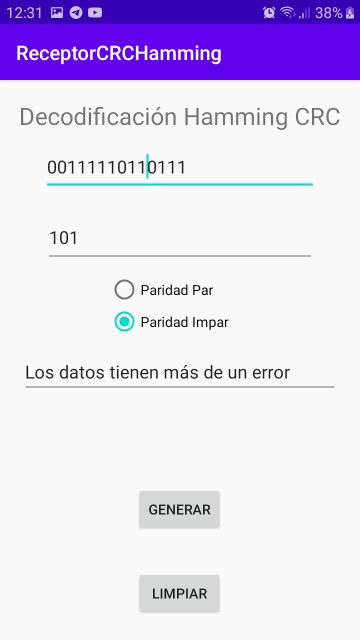 12:31 38%
ReceptorCRCHamming
Decodificación Hamming CRC
00111110110111
101
Paridad Par
Paridad Impar
Los datos tienen más de un error
GENERAR
LIMPIAR